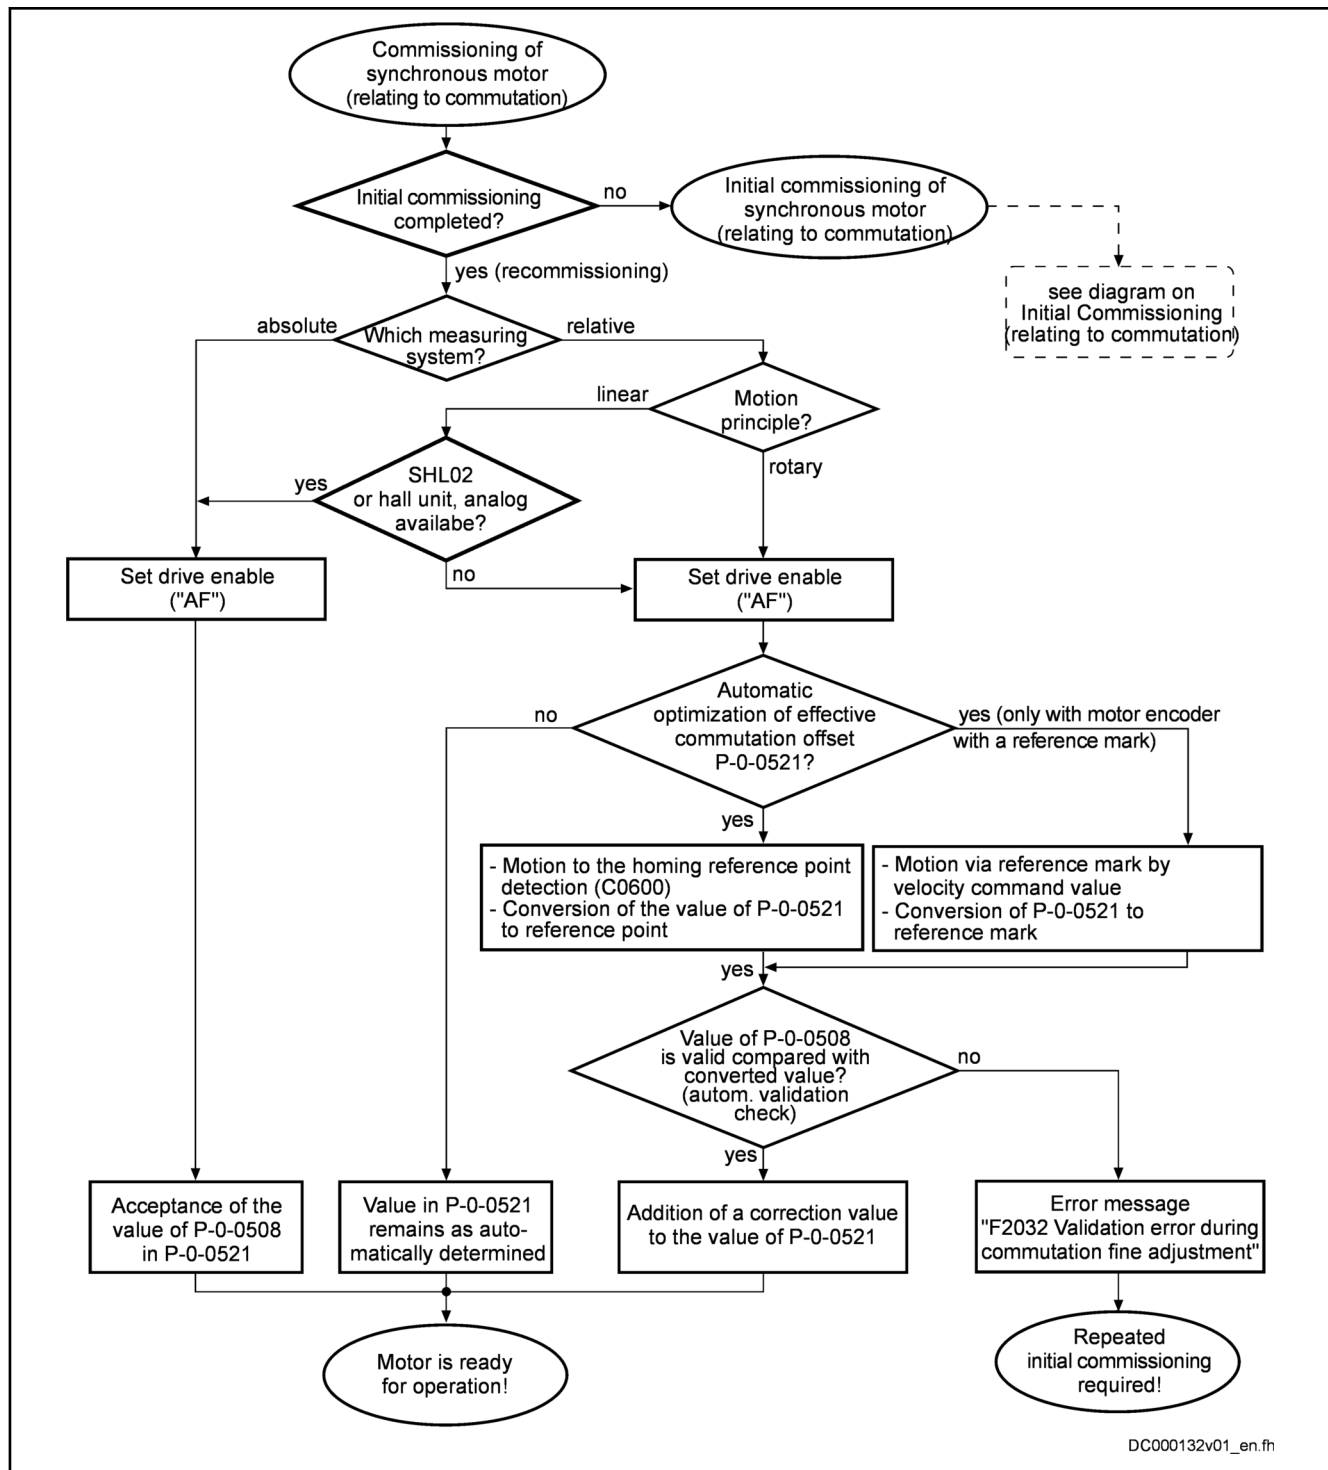 Commissioning of
synchronous motor
(relating to commutation)
Initial commissioning
completed?
no
Initial commissioning of
synchronous motor
(relating to commutation)
yes (recommissioning)
see diagram on
Initial Commissioning
(relating to commutation)
absolute
Which measuring
system?
relative
linear
Motion
principle?
rotary
yes
SHL02
or hall unit, analog
availabe?
no
Set drive enable
("AF")
Set drive enable
("AF")
no
Automatic
optimization of effective
commutation offset
P-0-0521?
yes (only with motor encoder
with a reference mark)
yes
- Motion to the homing reference point
detection (C0600)
- Conversion of the value of P-0-0521
to reference point
- Motion via reference mark by
velocity command value
- Conversion of P-0-0521 to
reference mark
yes
Value of P-0-0508
is valid compared with
converted value?
(autom. validation
check)
no
yes
Acceptance of the
value of P-0-0508
in P-0-0521
Value in P-0-0521
remains as auto-
matically determined
Addition of a correction value
to the value of P-0-0521
Error message
"F2032 Validation error during
commutation fine adjustment"
Motor is ready
for operation!
Repeated
initial commissioning
required!
DC000132v01_en.fh